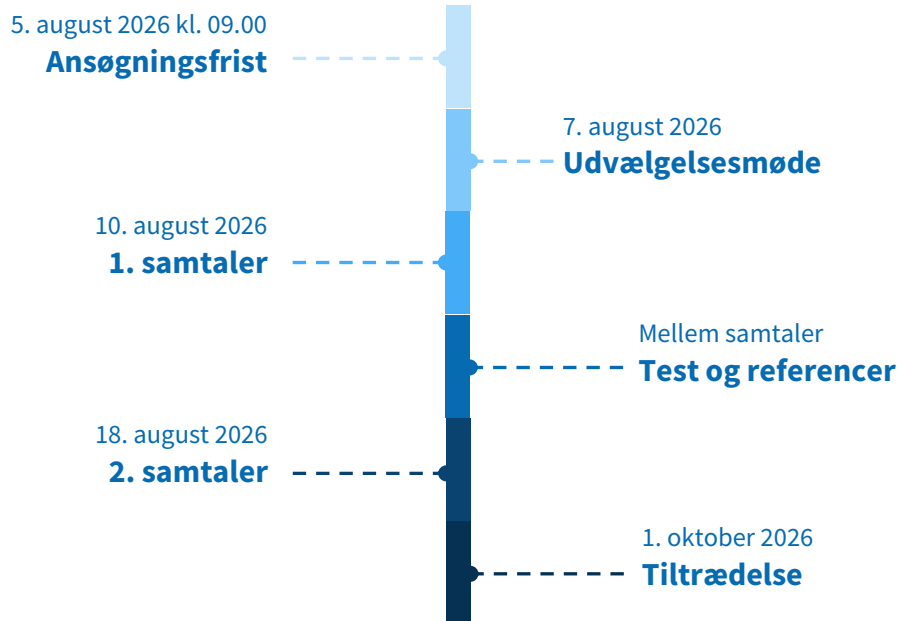 5. august 2026 kl. 09.00
Ansøgningsfrist
7. august 2026
Udvælgelsesmøde
10. august 2026
1. samtaler
Mellem samtaler
Test og referencer
18. august 2026
2. samtaler
1. oktober 2026
Tiltrædelse